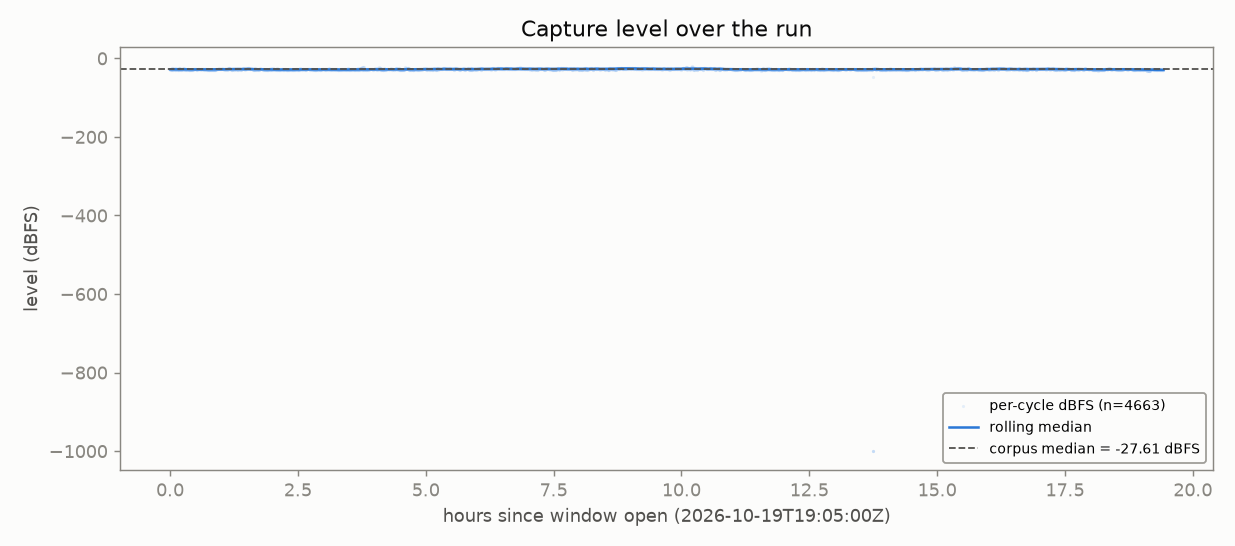 Capture level over the run
level (dBFS)
0
−200
−400
−600
−800
−1000
per-cycle dBFS (n=4663)
rolling median
corpus median = -27.61 dBFS
0.0 2.5 5.0 7.5 10.0 12.5 15.0 17.5 20.0
hours since window open (2026-10-19T19:05:00Z)